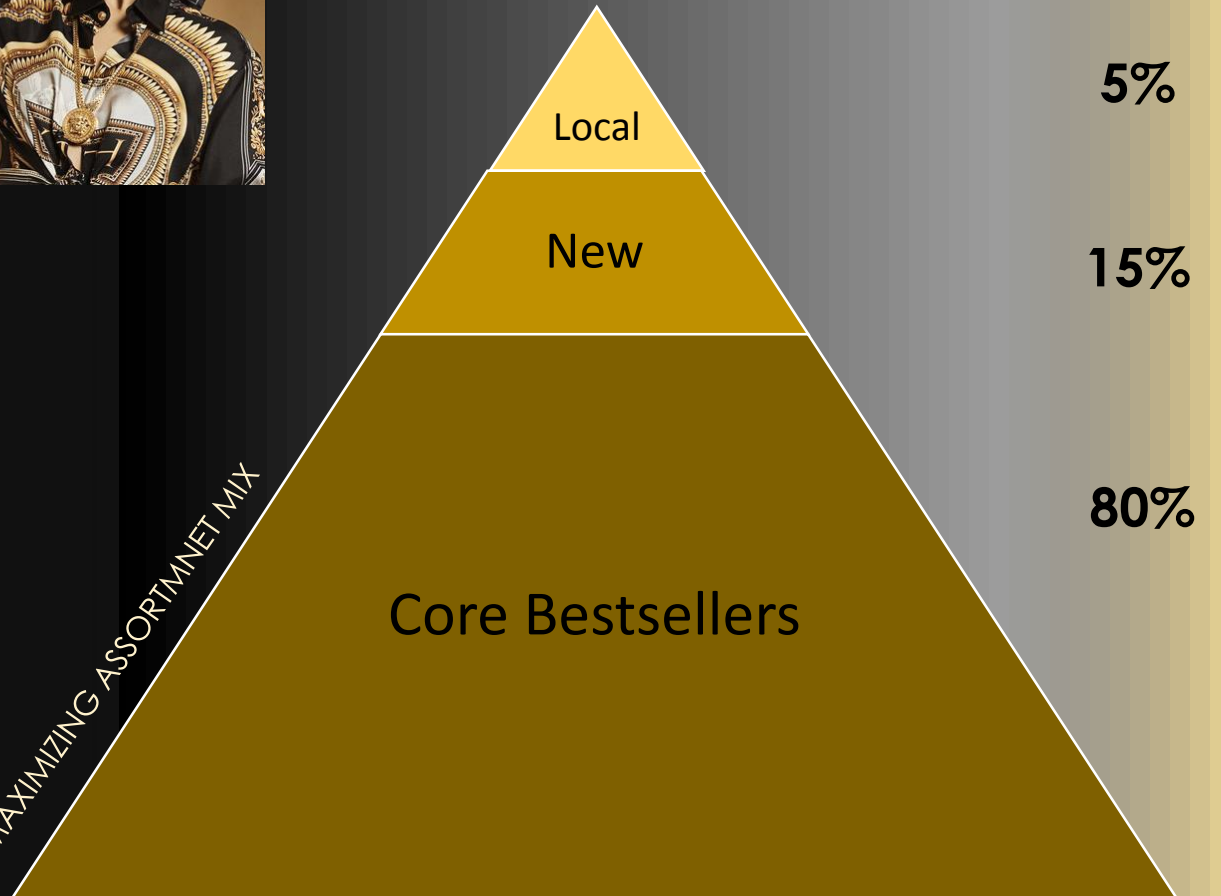 Local
5%
New
15%
Core Bestsellers
80%
MAXIMIZING ASSORTMNET MIX